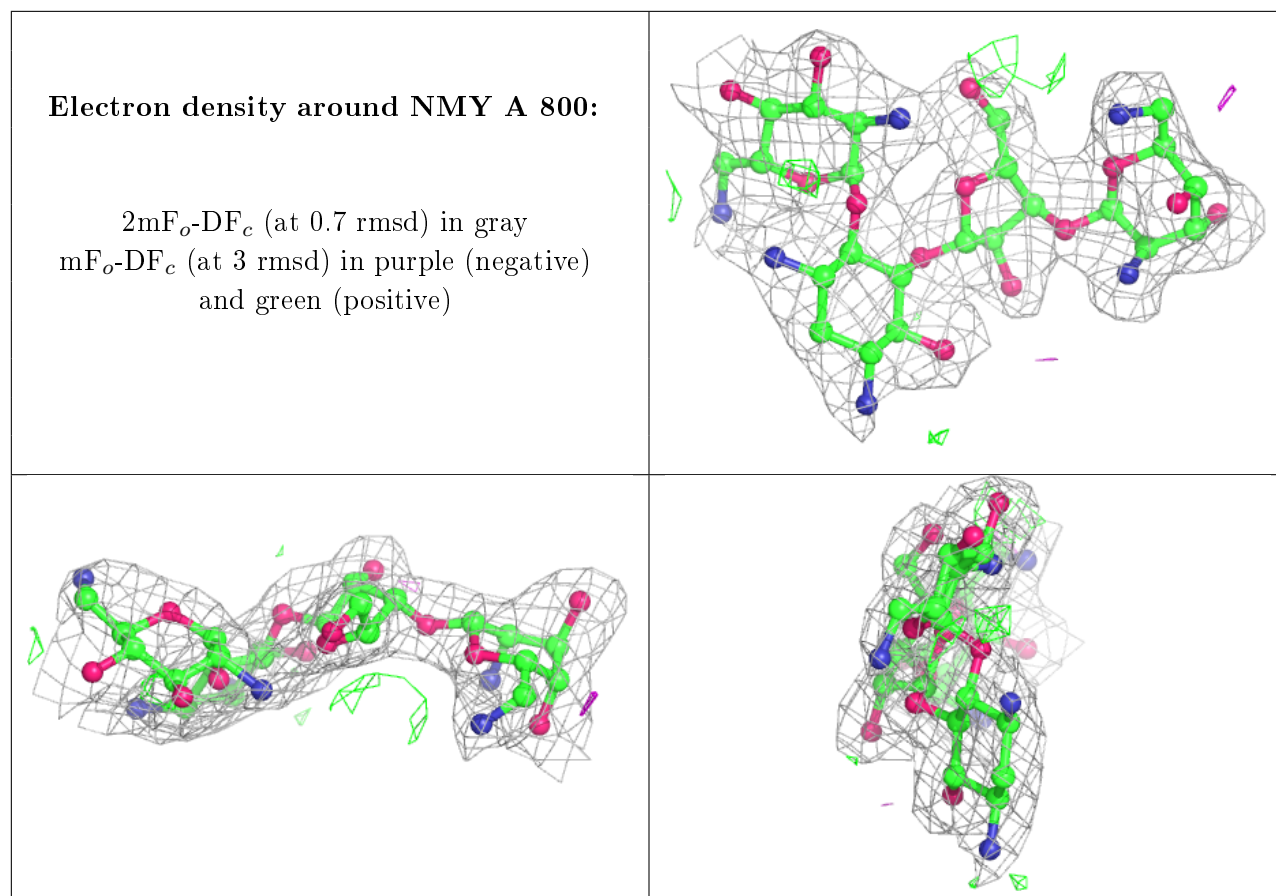 Electron density around NMY A 800:
2mFo-DFc (at 0.7 rmsd) in gray
mFo-DFc (at 3 rmsd) in purple (negative)
and green (positive)